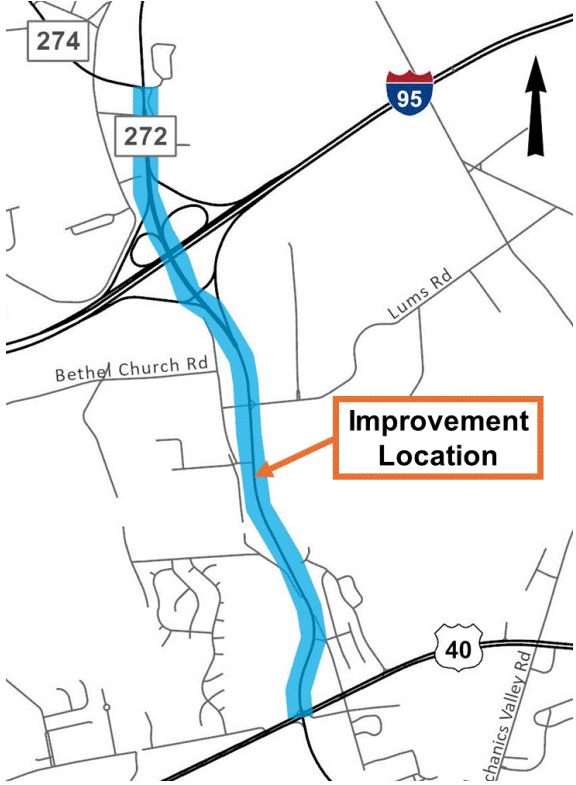 274
95
272
Lums Rd
Bethel Church Rd
Improvement
Location
40
chanics Valley Rd